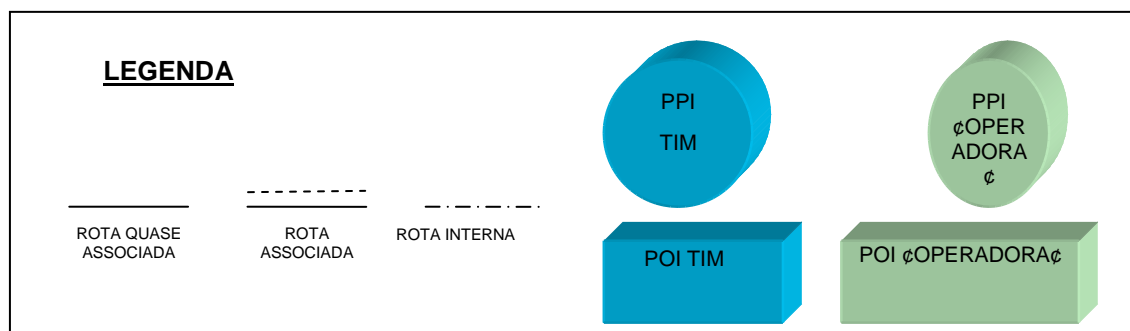 LEGENDA
ROTA QUASE
ASSOCIADA
ROTA
ASSOCIADA
ROTA INTERNA
PPI
TIM
PPI
¢OPER
ADORA
¢
POI TIM
POI ¢OPERADORA¢